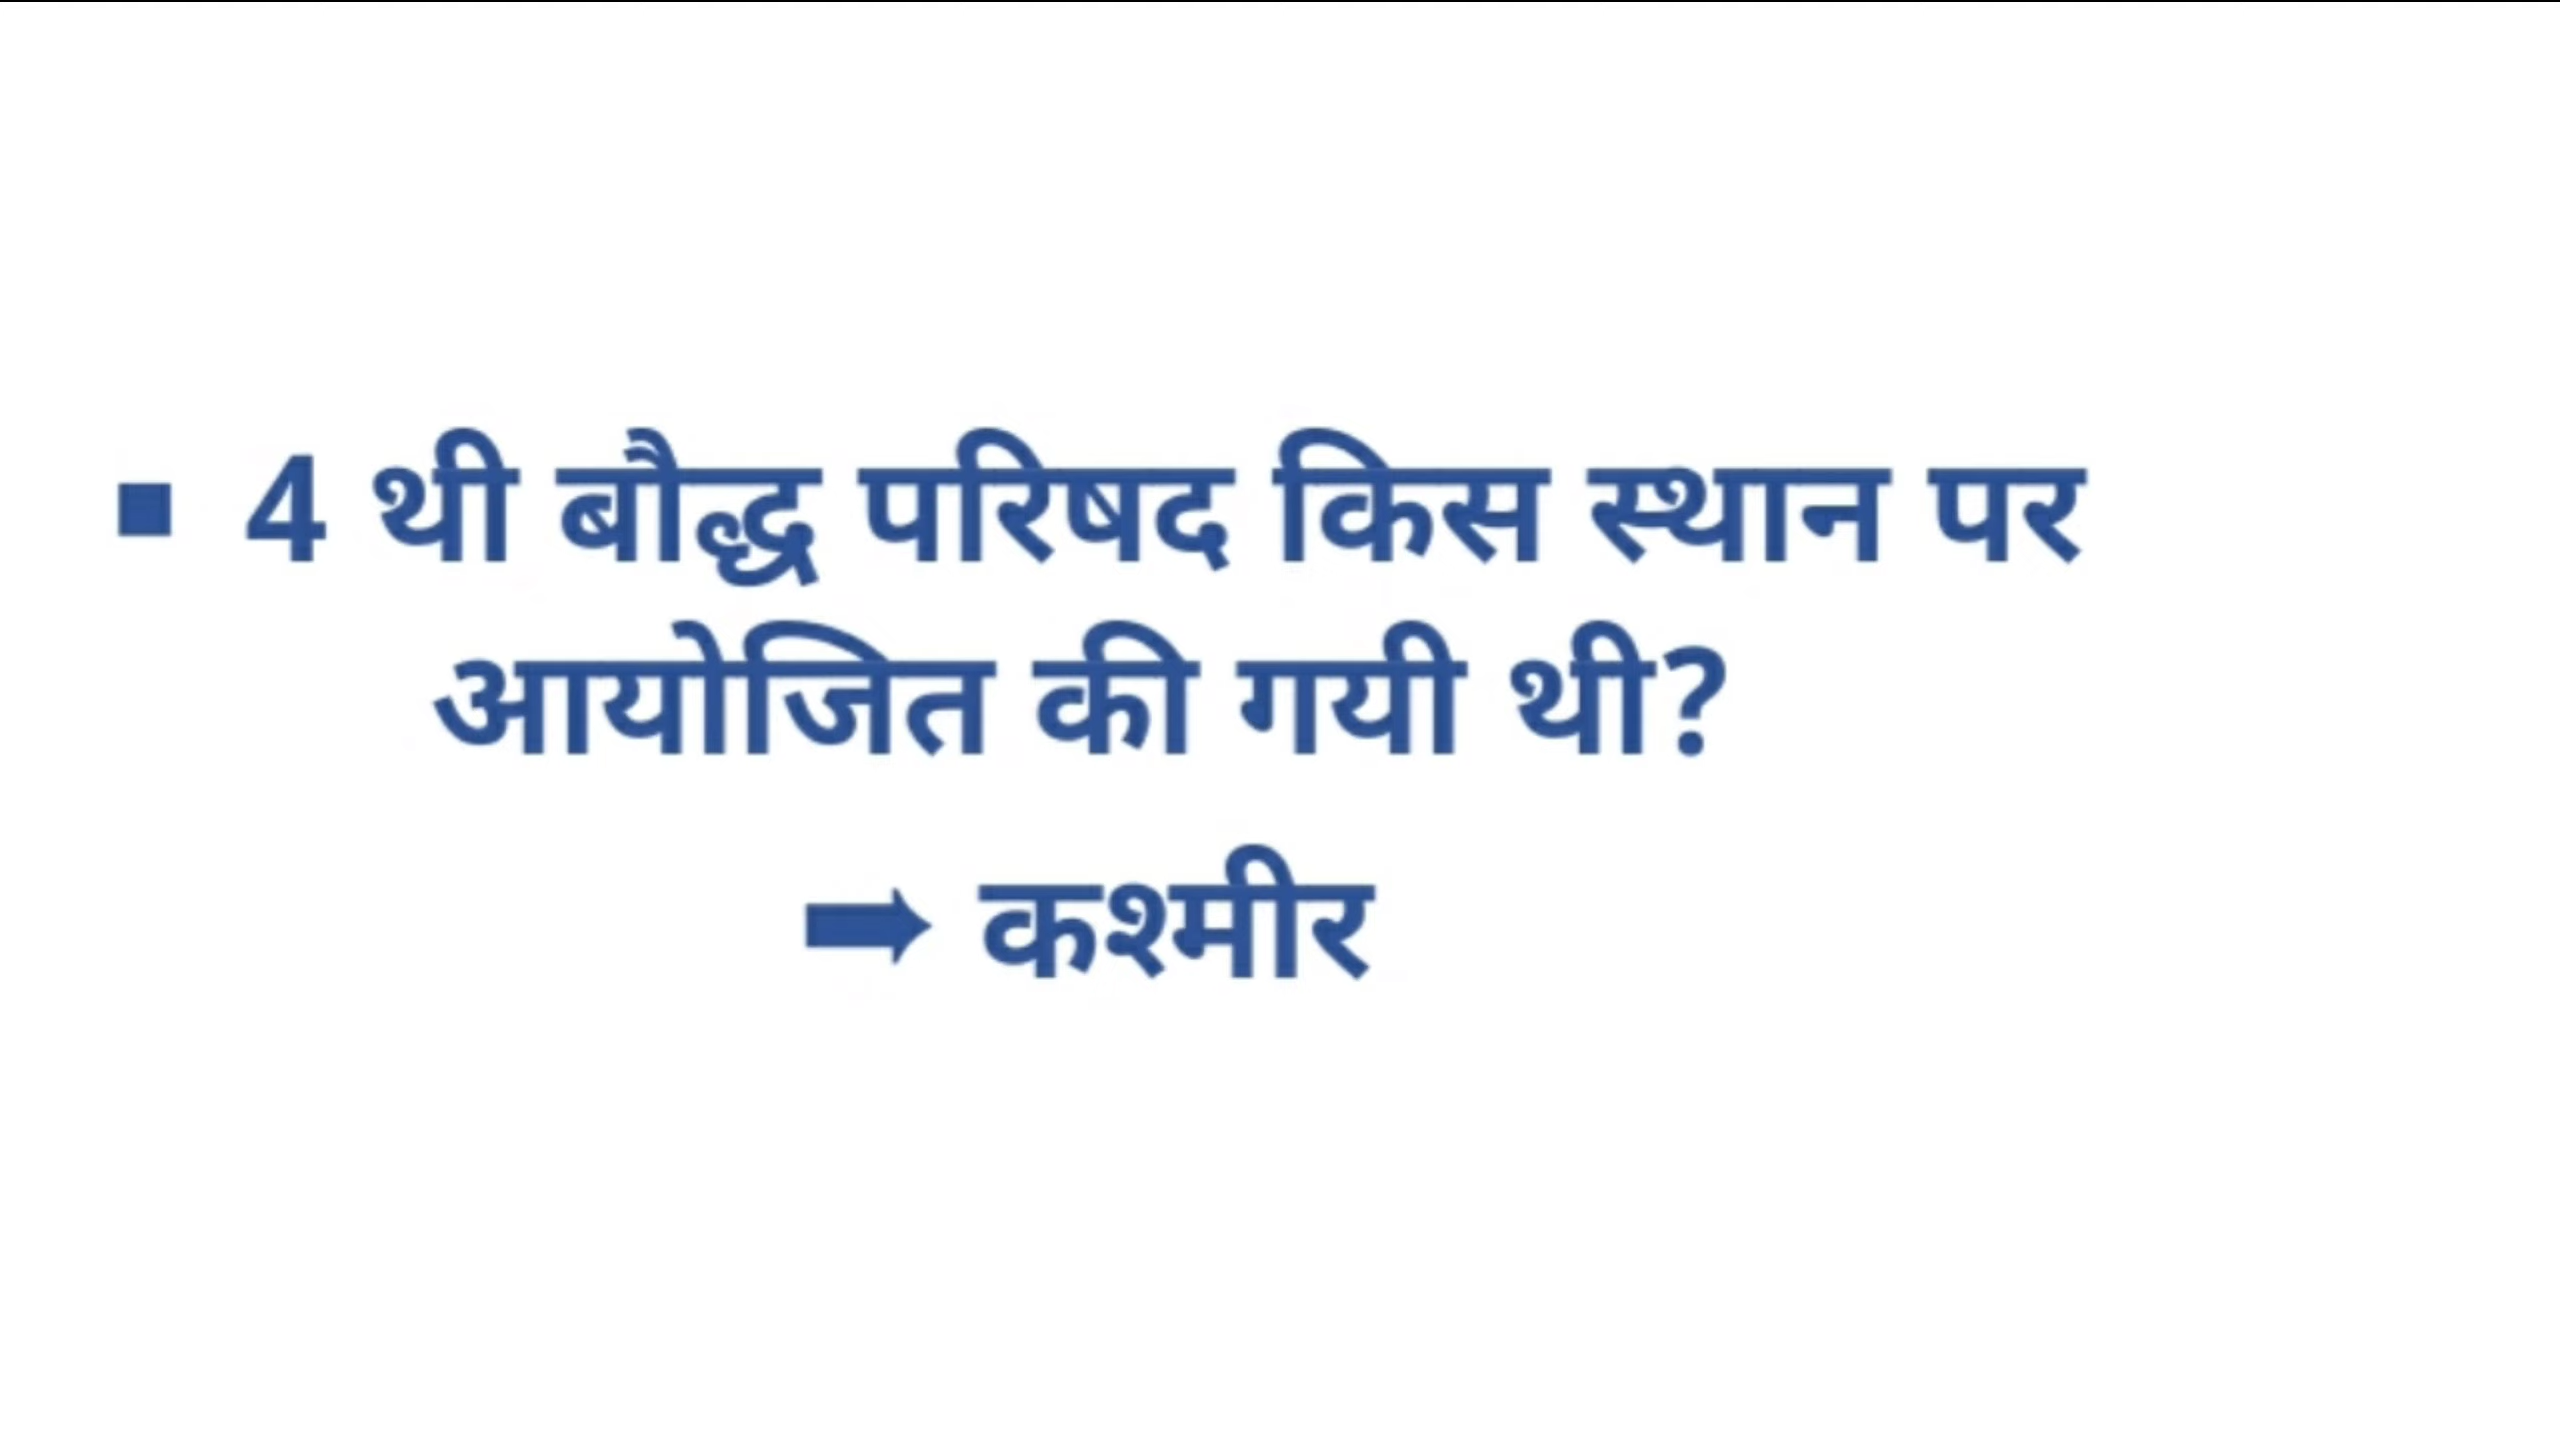 ▪ 4 थी बौद्ध परिषद किस स्थान पर
आयोजित की गयी थी?
➡ कश्मीर